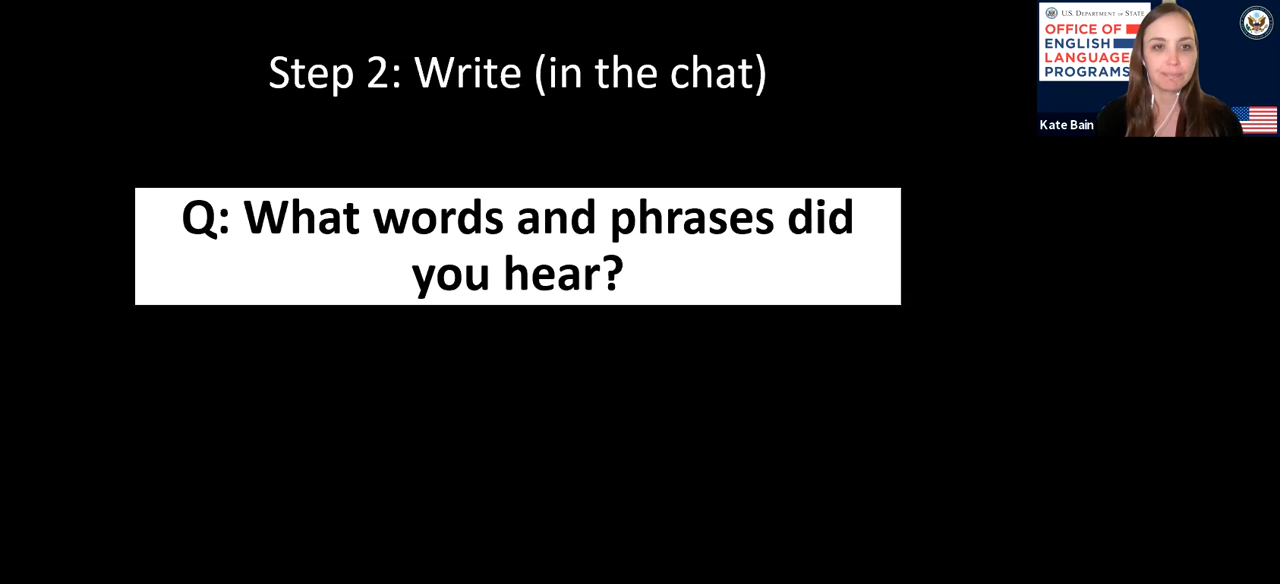 Step 2: Write (in the chat)
Q: What words and phrases did
you hear?
U.S. DEPARTMENT OF STATE
OFFICE OF
ENGLISH
LANGUAGE
PROGRAMS
Kate Bain